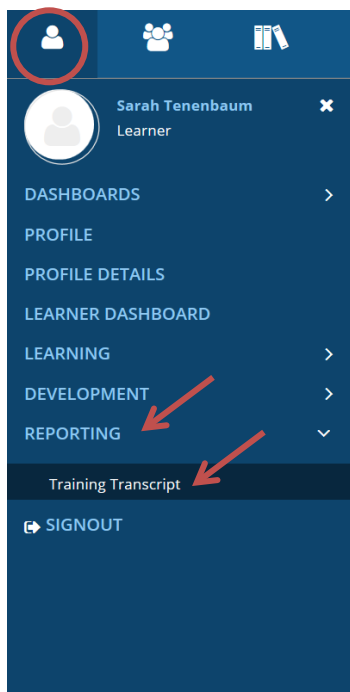 Sarah Tenenbaum
Learner
DASHBOARDS
PROFILE
PROFILE DETAILS
LEARNER DASHBOARD
LEARNING
DEVELOPMENT
REPORTING
Training Transcript
SIGNOUT